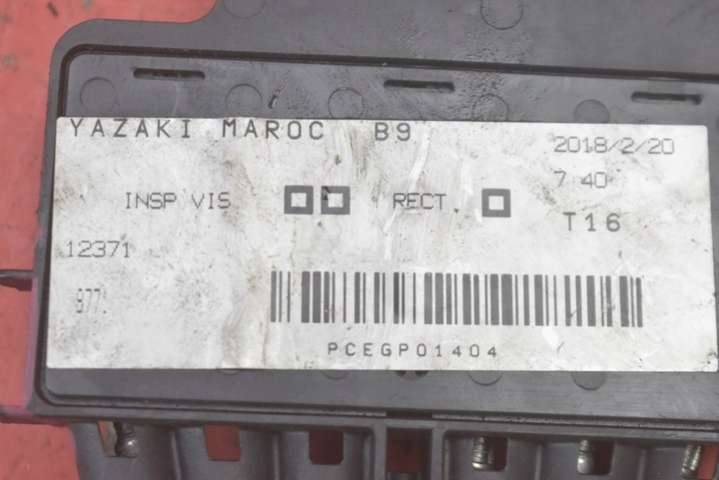 YAZAKI MAROC B9
2018/2/20
7 40
INSP VIS RECT
T16
12371
PCEGP01404